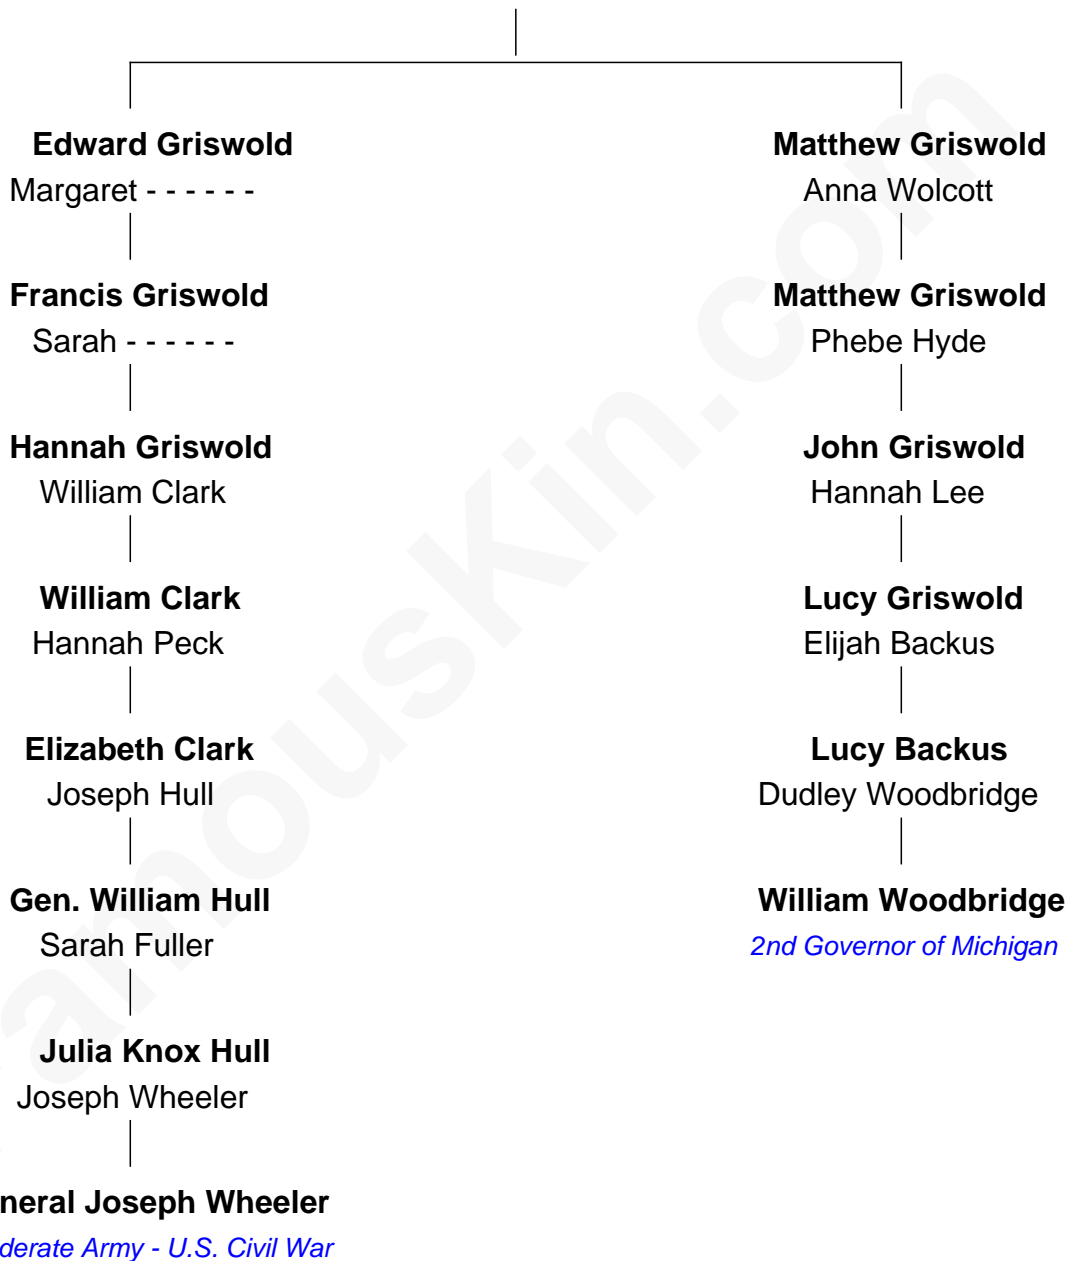 Edward Griswold
Margaret - - - - - -
Francis Griswold
Sarah - - - - - -
Hannah Griswold
William Clark
William Clark
Hannah Peck
Elizabeth Clark
Joseph Hull
Gen. William Hull
Sarah Fuller
Julia Knox Hull
Joseph Wheeler
neral Joseph Wheeler
derate Army - U.S. Civil War
Matthew Griswold
Anna Wolcott
Matthew Griswold
Phebe Hyde
John Griswold
Hannah Lee
Lucy Griswold
Elijah Backus
Lucy Backus
Dudley Woodbridge
William Woodbridge
2nd Governor of Michigan
amousKin.com